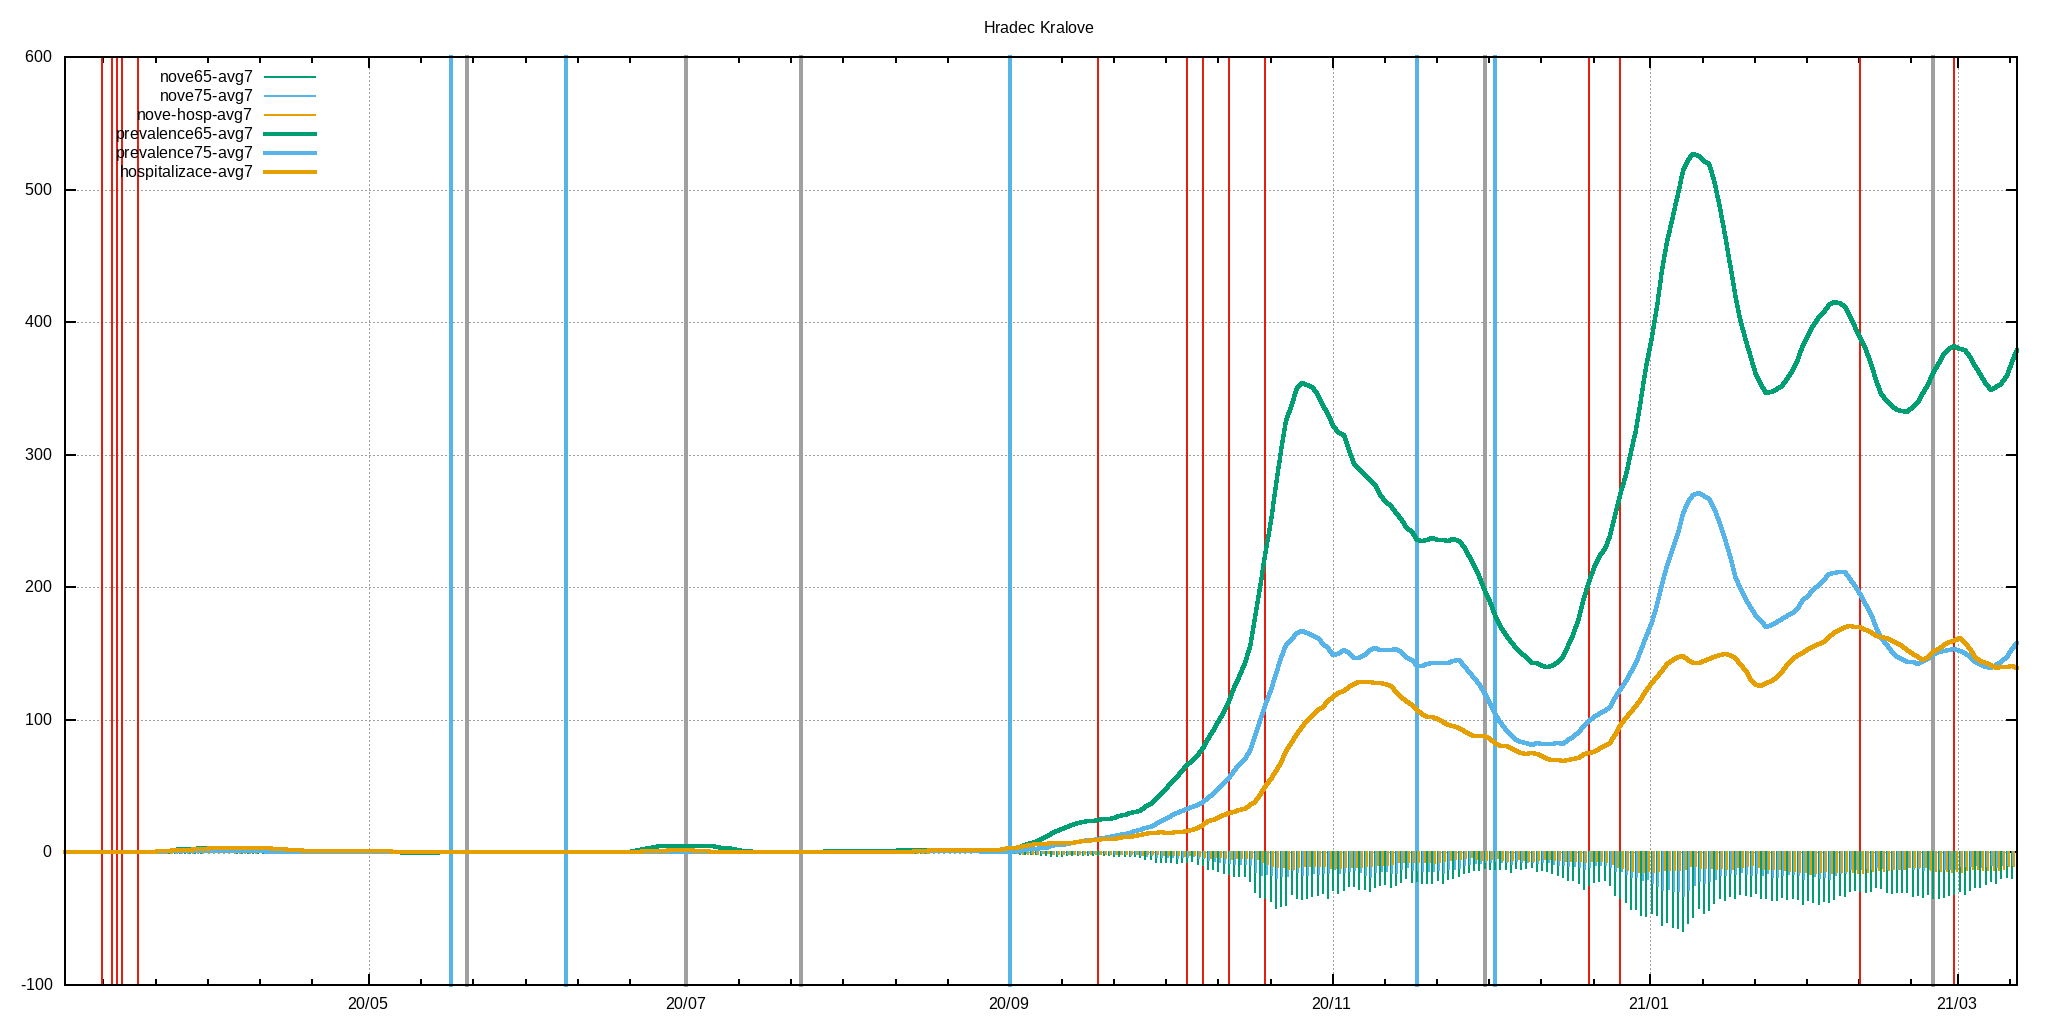 Hradec Kralove
600
500
400
300
200
100
0
-100
nove65-avg7
nove75-avg7
nove-hosp-avg7
prevalence65-avg7
prevalence75-avg7
hospitalizace-avg7
20/05
20/07
20/09
20/11
21/01
21/03